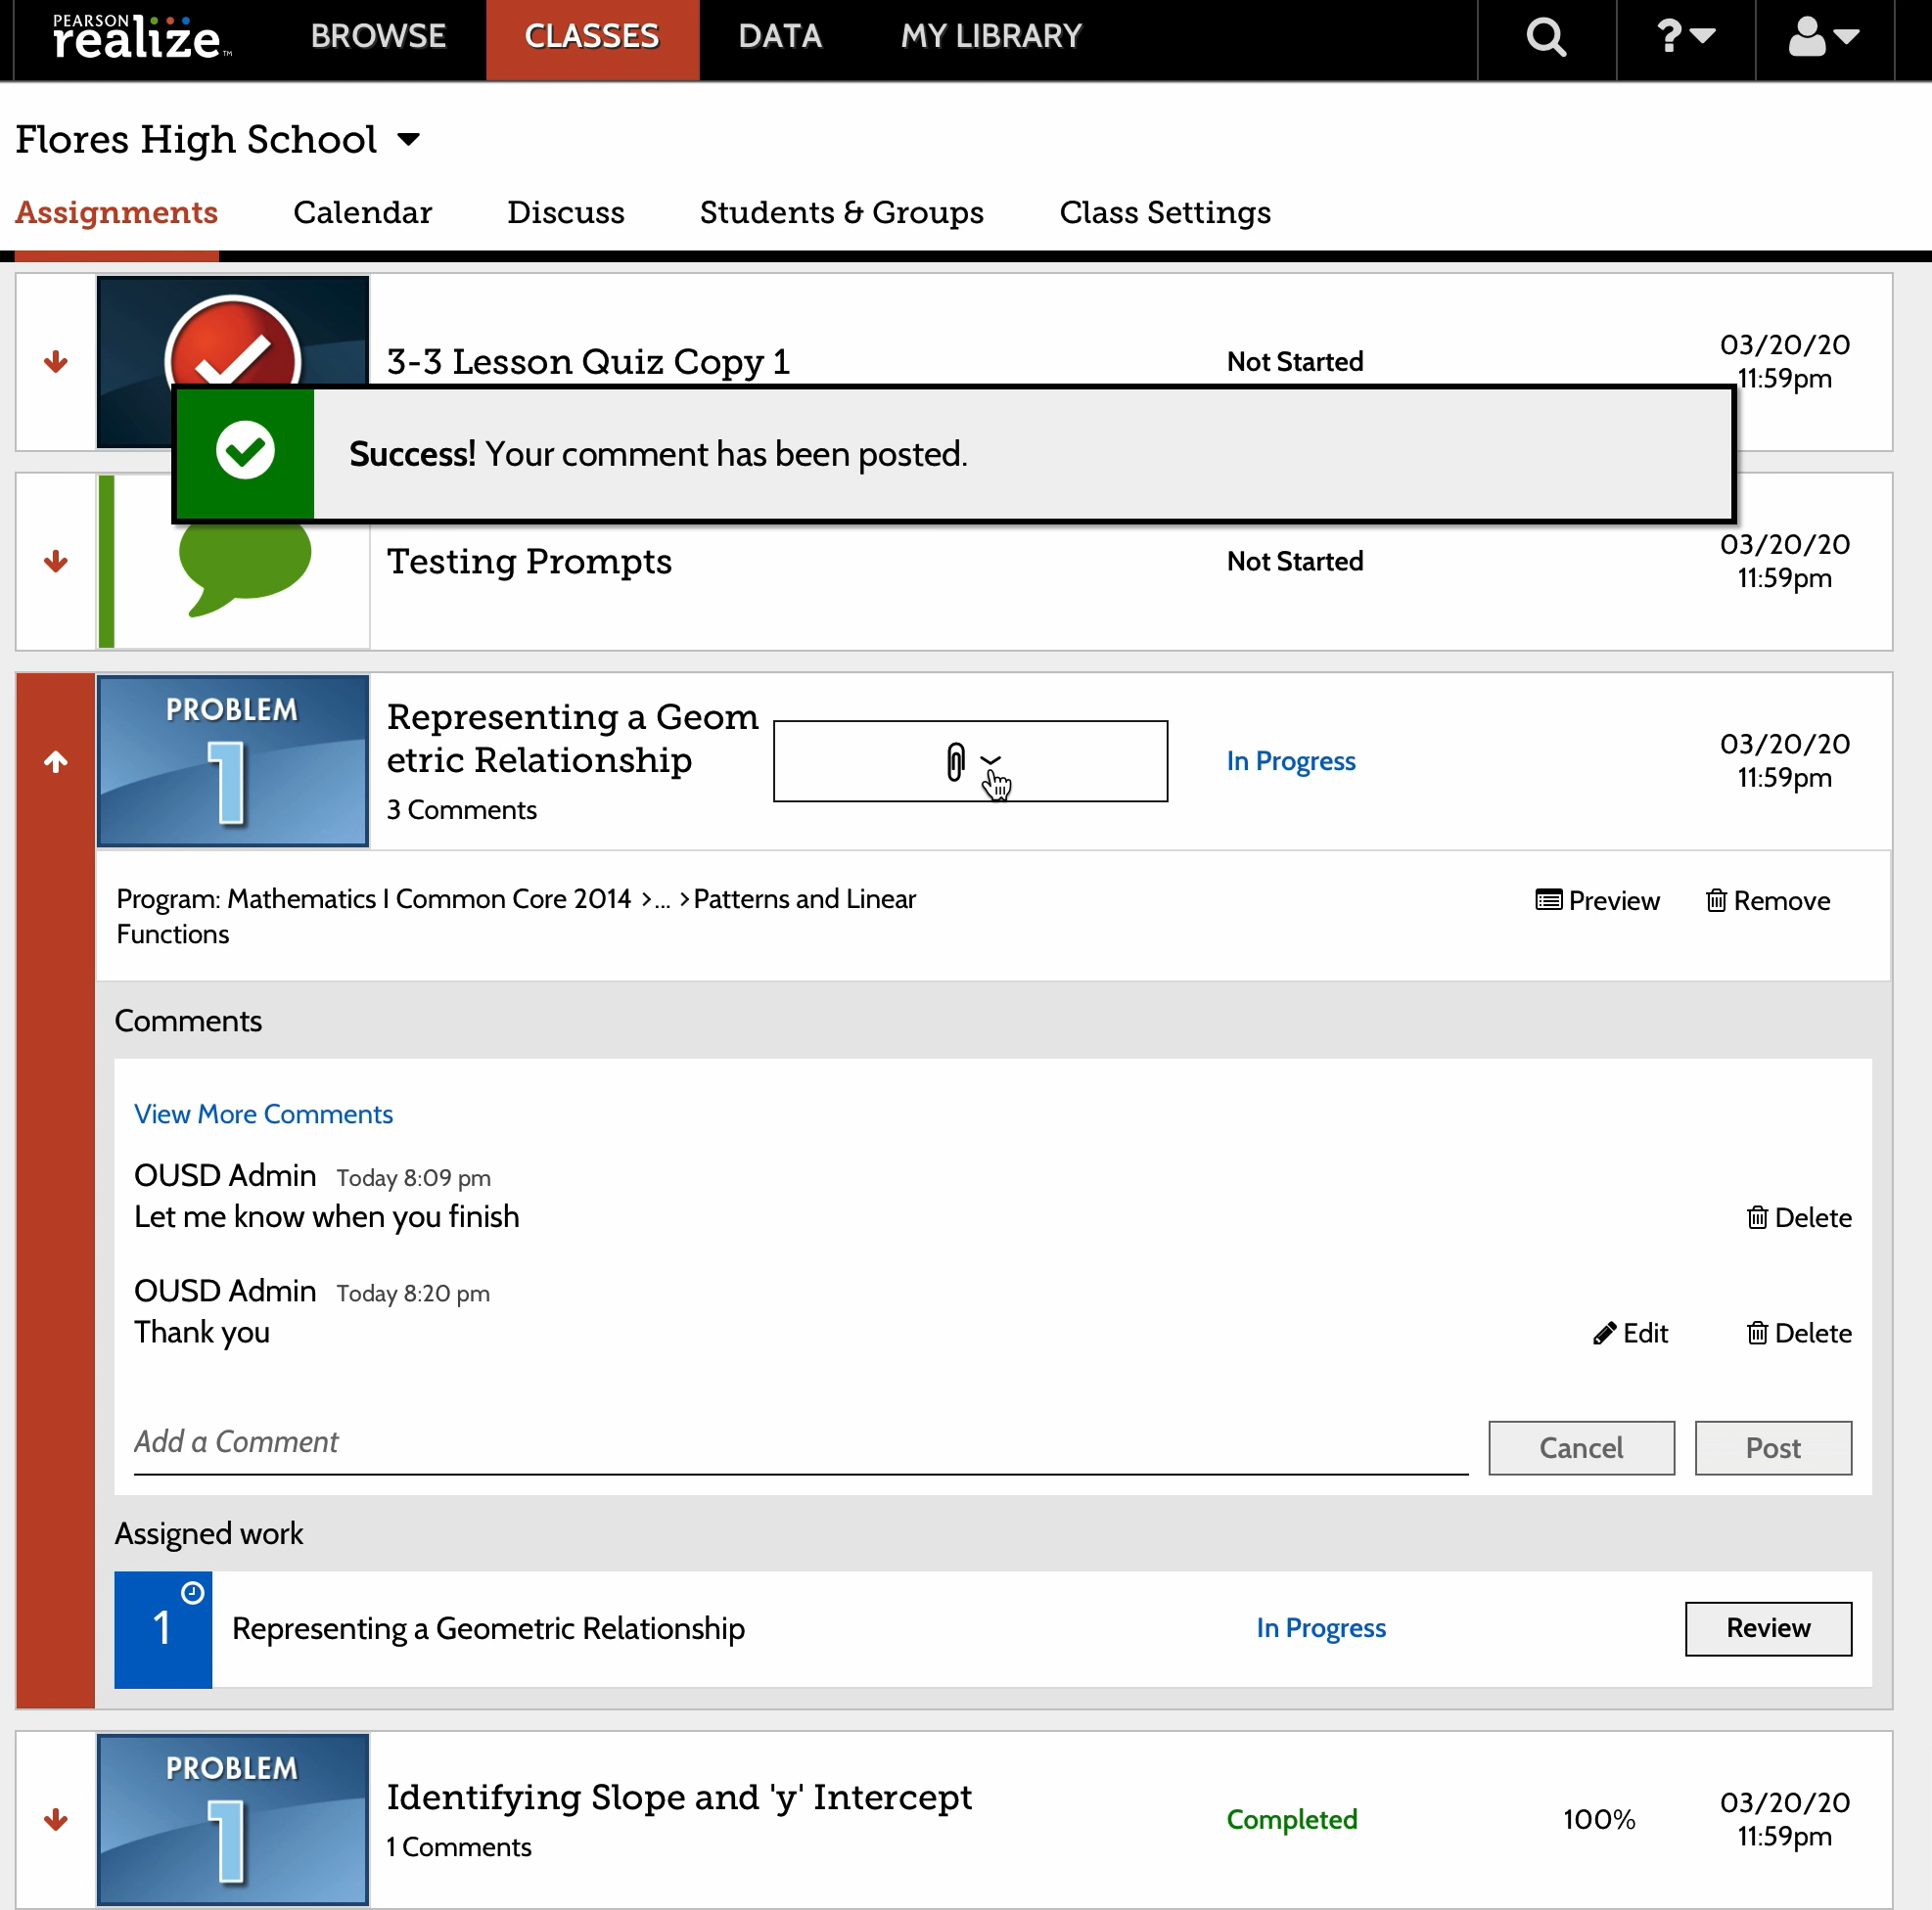 PEARSON
realize™
BROWSE
CLASSES
DATA
MY LIBRARY
?
Flores High School
Assignments
Calendar
Discuss
Students & Groups
Class Settings
3-3 Lesson Quiz Copy 1
Not Started
03/20/20
11:59pm
Success! Your comment has been posted.
Testing Prompts
Not Started
03/20/20
11:59pm
PROBLEM
1
Representing a Geom
etric Relationship
3 Comments
In Progress
03/20/20
11:59pm
Program: Mathematics I Common Core 2014 >... >Patterns and Linear
Functions
Preview
Remove
Comments
View More Comments
OUSD Admin Today 8:09 pm
Let me know when you finish
Delete
OUSD Admin Today 8:20 pm
Thank you
Edit
Delete
Add a Comment
Cancel
Post
Assigned work
1
Representing a Geometric Relationship
In Progress
Review
PROBLEM
1
Identifying Slope and 'y' Intercept
1 Comments
Completed
100%
03/20/20
11:59pm